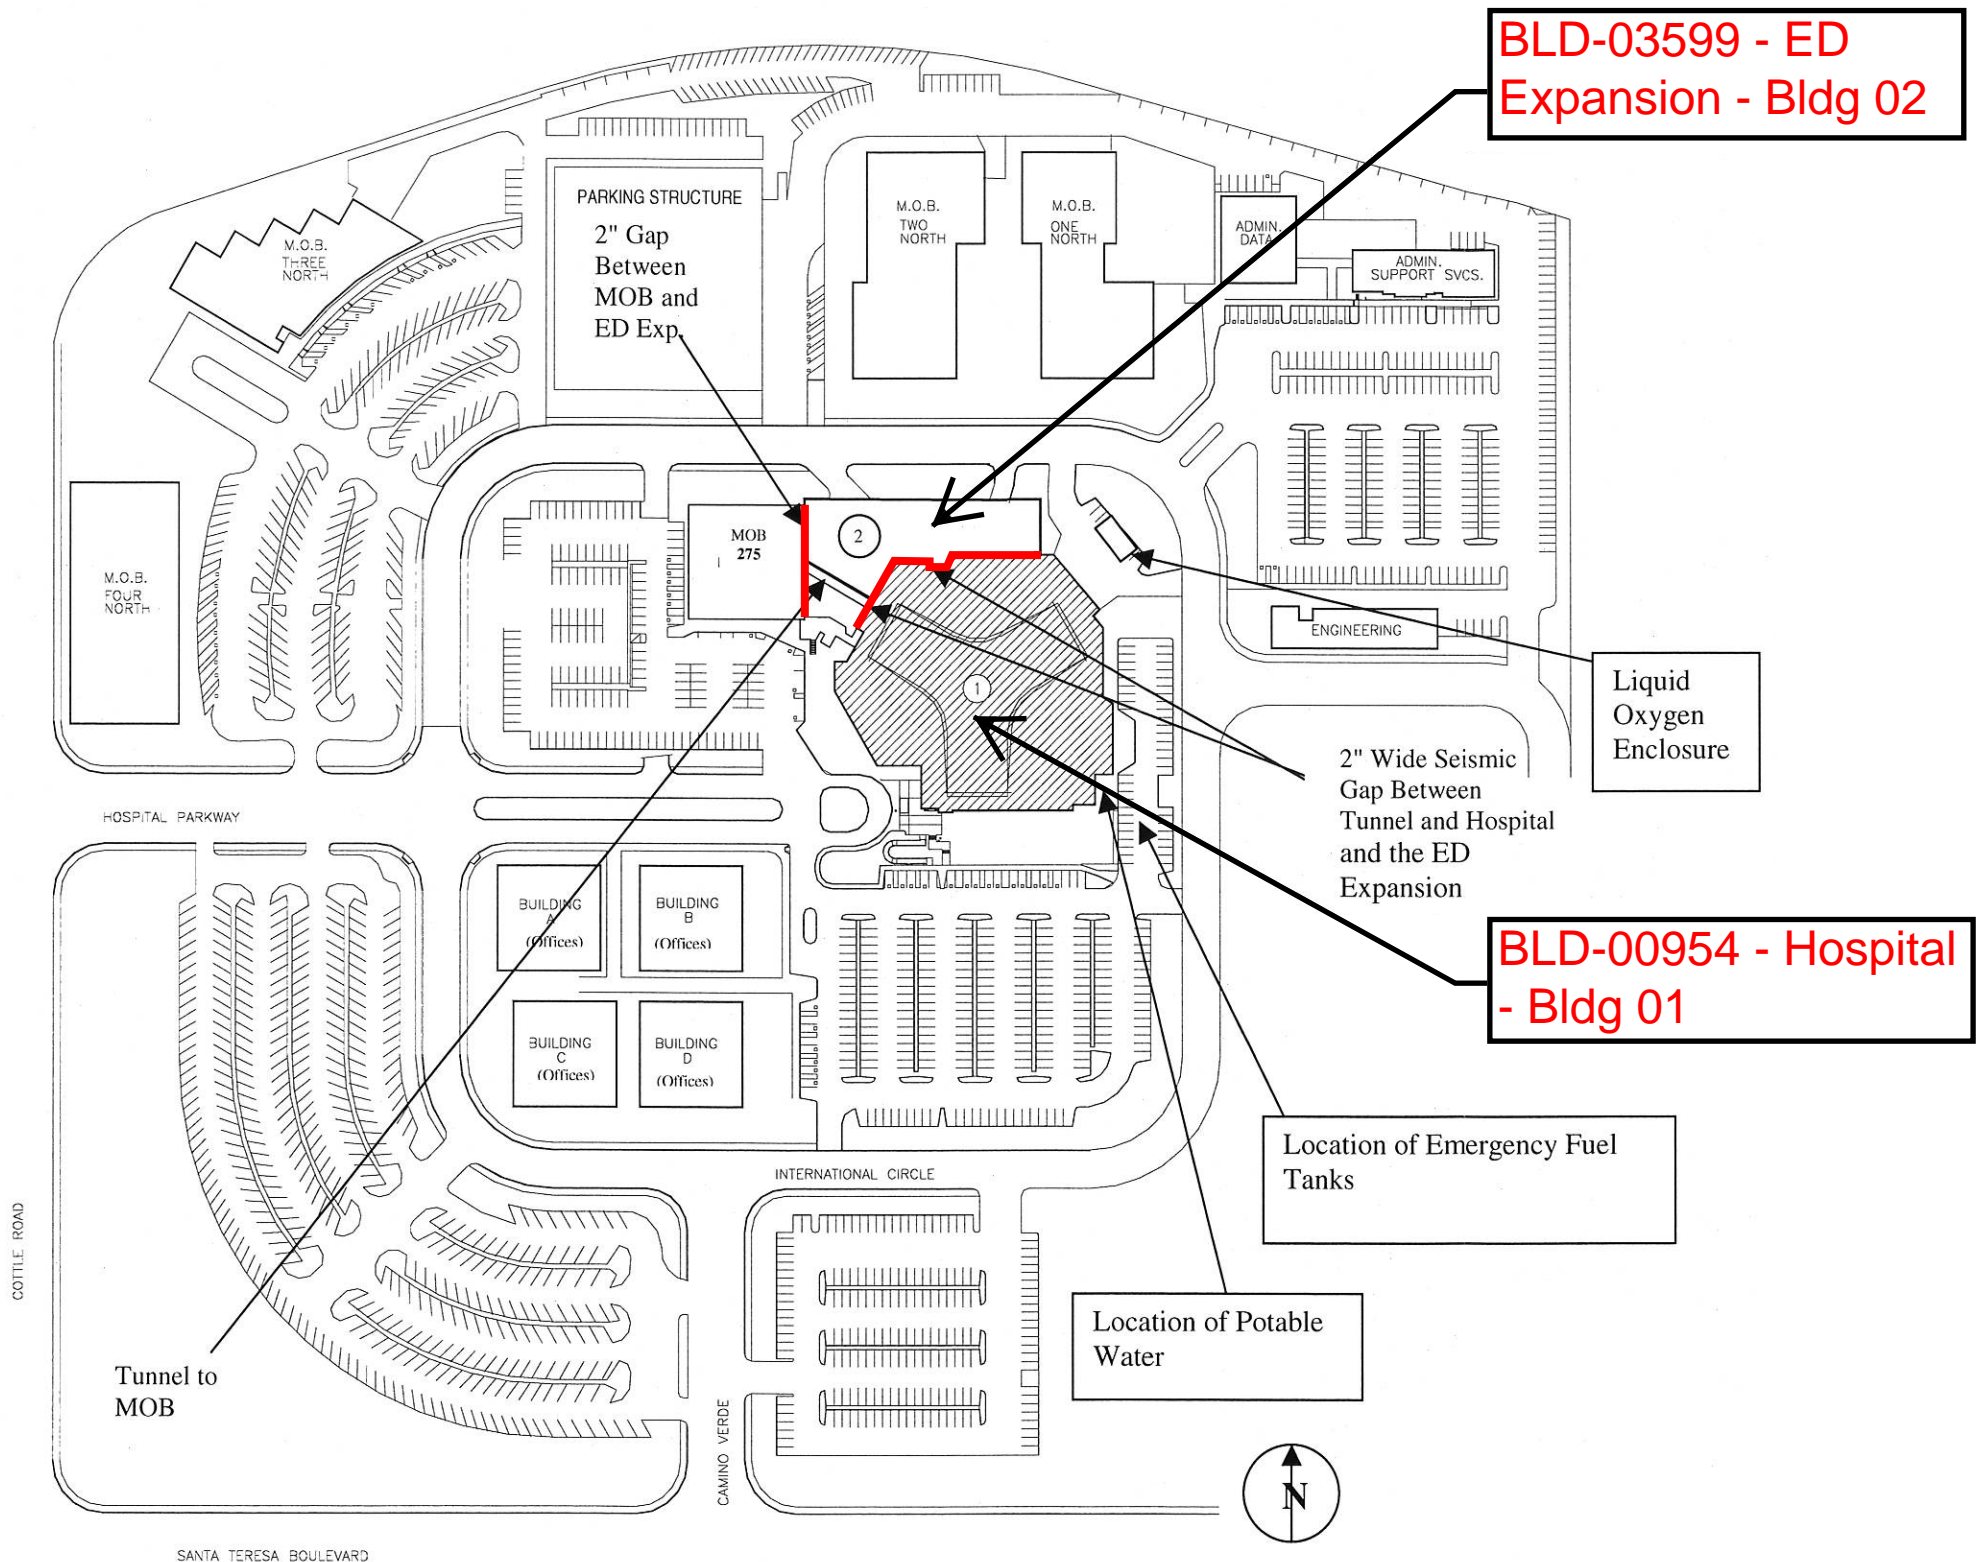 BLD-03599 - ED
Expansion - Bldg 02
PARKING STRUCTURE
2" Gap
Between
MOB and
ED Exp.
M.O.B.
THREE
NORTH
M.O.B.
TWO
NORTH
M.O.B.
ONE
NORTH
ADMIN.
DATA
ADMIN.
SUPPORT SVCS.
MOB
275
2
M.O.B.
FOUR
NORTH
ENGINEERING
1
Liquid
Oxygen
Enclosure
2" Wide Seismic
Gap Between
Tunnel and Hospital
and the ED
Expansion
HOSPITAL PARKWAY
BUILDING
A
(Offices)
BUILDING
B
(Offices)
BLD-00954 - Hospital
- Bldg 01
BUILDING
C
(Offices)
BUILDING
D
(Offices)
Location of Emergency Fuel
Tanks
INTERNATIONAL CIRCLE
COTTLE ROAD
Location of Potable
Water
Tunnel to
MOB
CAMINO VERDE
N
SANTA TERESA BOULEVARD